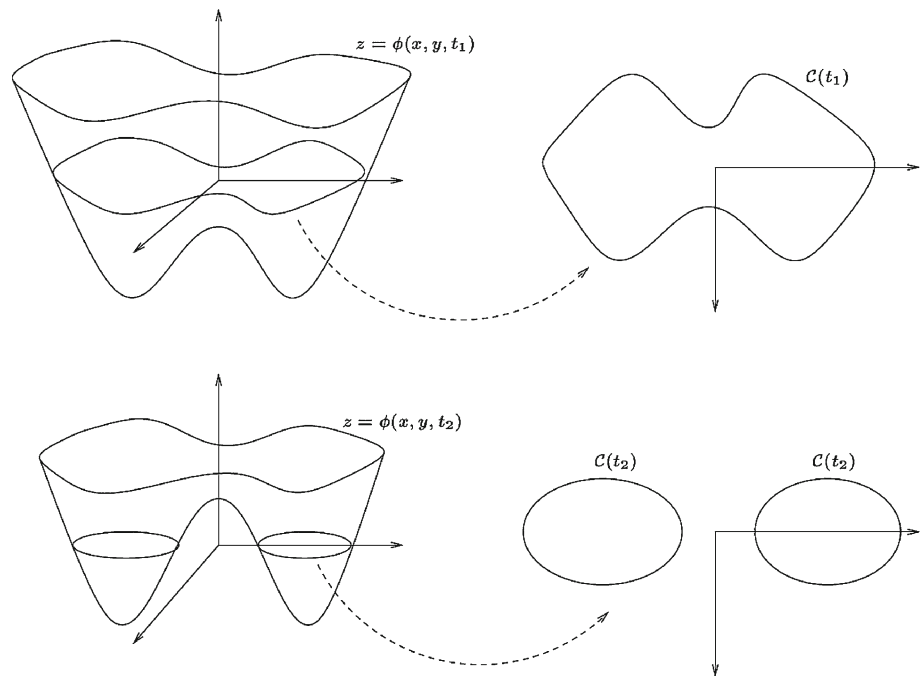 z = ϕ(x, y, t₁)
𝒞(t₁)
z = ϕ(x, y, t₂)
𝒞(t₂)
𝒞(t₂)